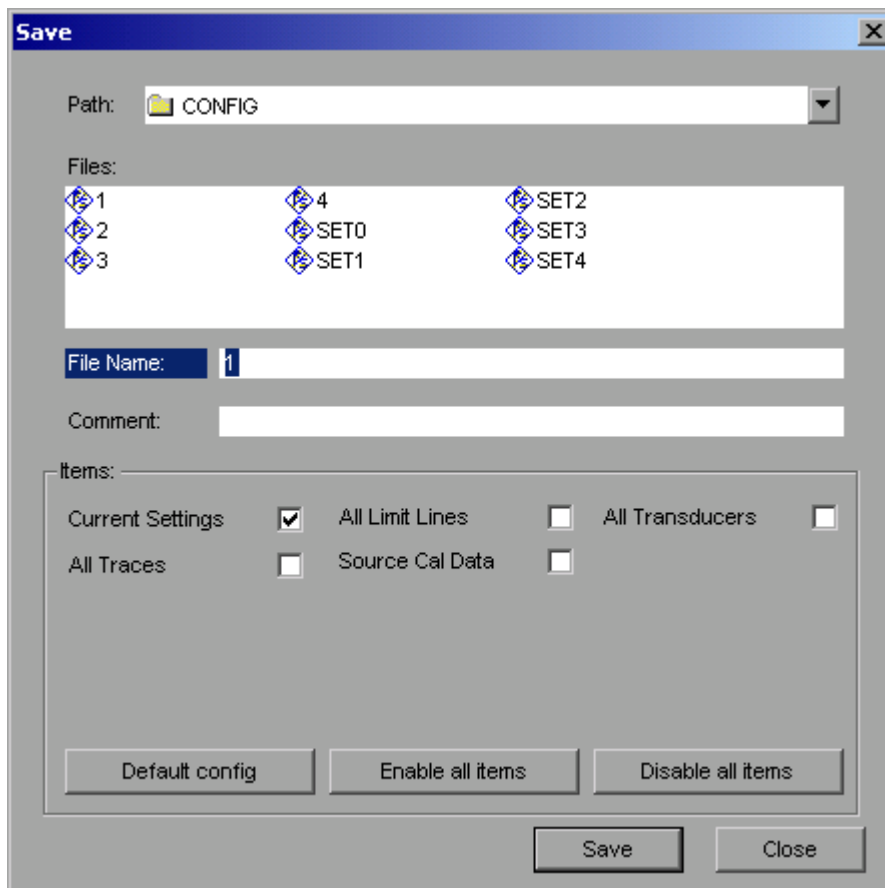 Save
Path: CONFIG
Files:
1 4 SET2
2 SET0 SET3
3 SET1 SET4
File Name: 1
Comment:
Items:
Current Settings All Limit Lines All Transducers
All Traces Source Cal Data
Default config Enable all items Disable all items
Save Close